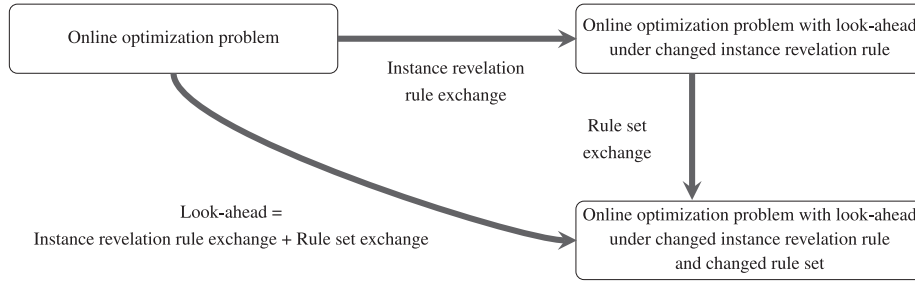 Online optimization problem
Online optimization problem with look-ahead
under changed instance revelation rule
Instance revelation
rule exchange
Rule set
exchange
Look-ahead =
Instance revelation rule exchange + Rule set exchange
Online optimization problem with look-ahead
under changed instance revelation rule
and changed rule set